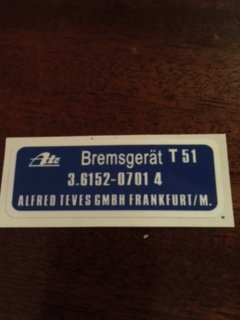 Ate Bremsgerät T 51
3.6152-0701 4
ALFRED TEVES GMBH FRANKFURT/M.